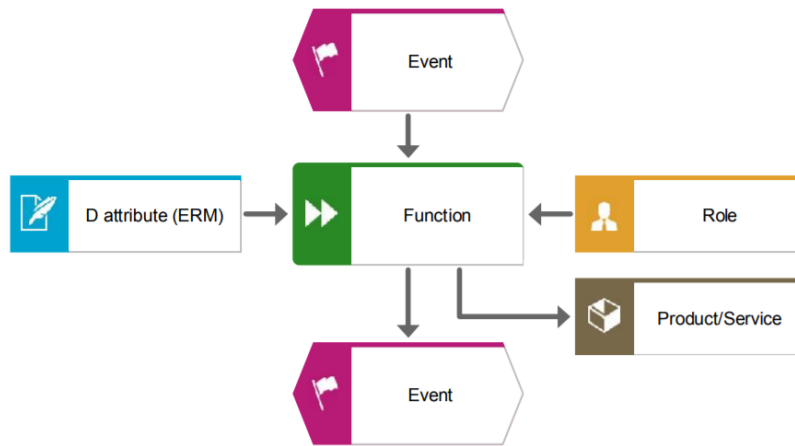 Event
D attribute (ERM)
Function
Role
Product/Service
Event